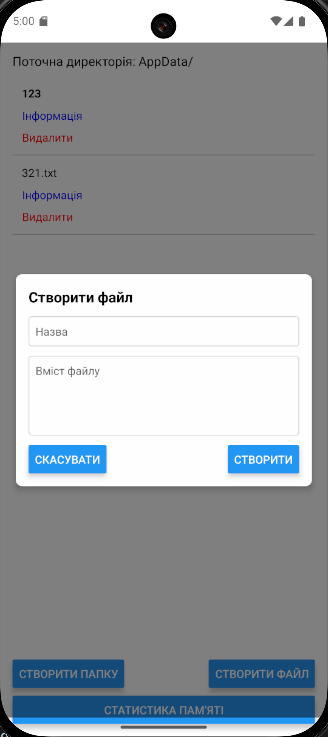 5:00
Поточна директорія: AppData/
123
Інформація
Видалити
321.txt
Інформація
Видалити
Створити файл
Назва
Вміст файлу
СКАСУВАТИ
СТВОРИТИ
СТВОРИТИ ПАПКУ
СТВОРИТИ ФАЙЛ
СТАТИСТИКА ПАМ'ЯТІ